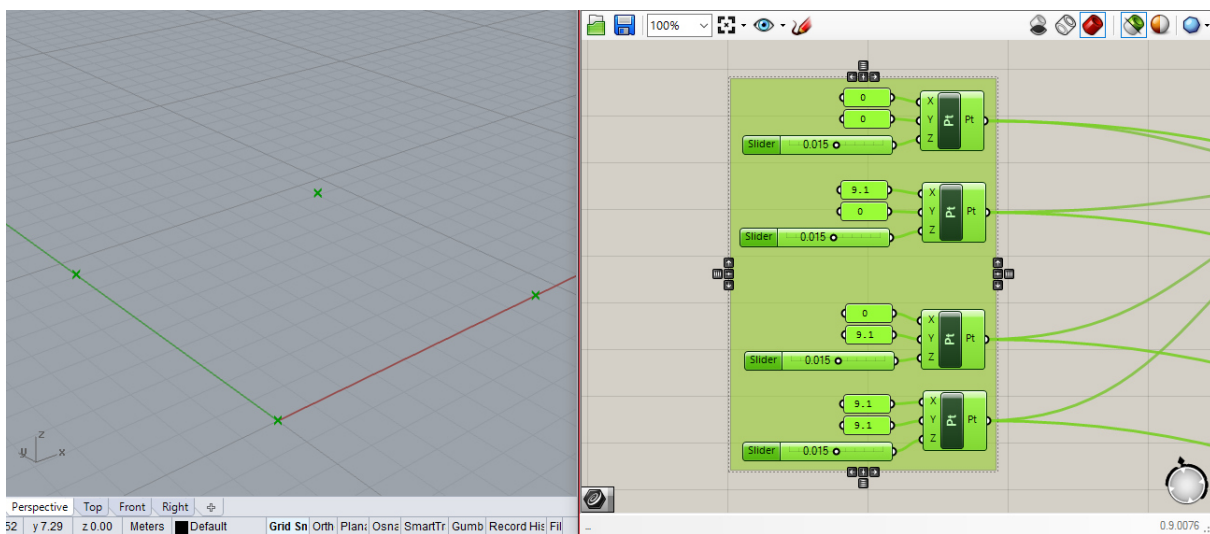 100%
0
X
0
Y
Pt
Pt
Slider
0.015
Z
9.1
X
0
Y
Pt
Pt
Slider
0.015
Z
0
X
9.1
Y
Pt
Pt
Slider
0.015
Z
9.1
X
9.1
Y
Pt
Pt
Slider
0.015
Z
z
y
x
Perspective Top Front Right
52 y 7.29 z 0.00 Meters Default Grid Sn Orth Plana Osna SmartTr Gumb Record His Fil
0.9.0076